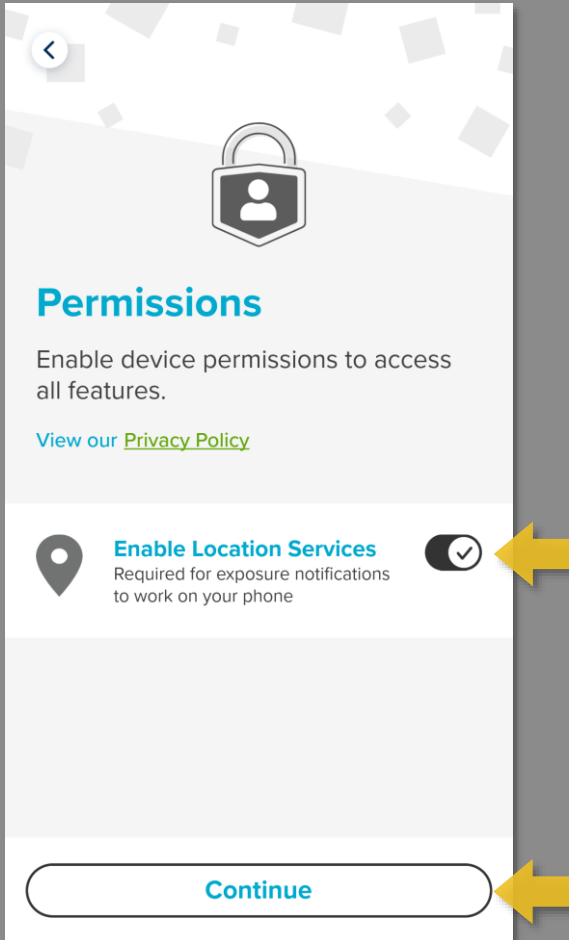 Permissions
Enable device permissions to access
all features.
View our Privacy Policy
Enable Location Services
Required for exposure notifications
to work on your phone
Continue